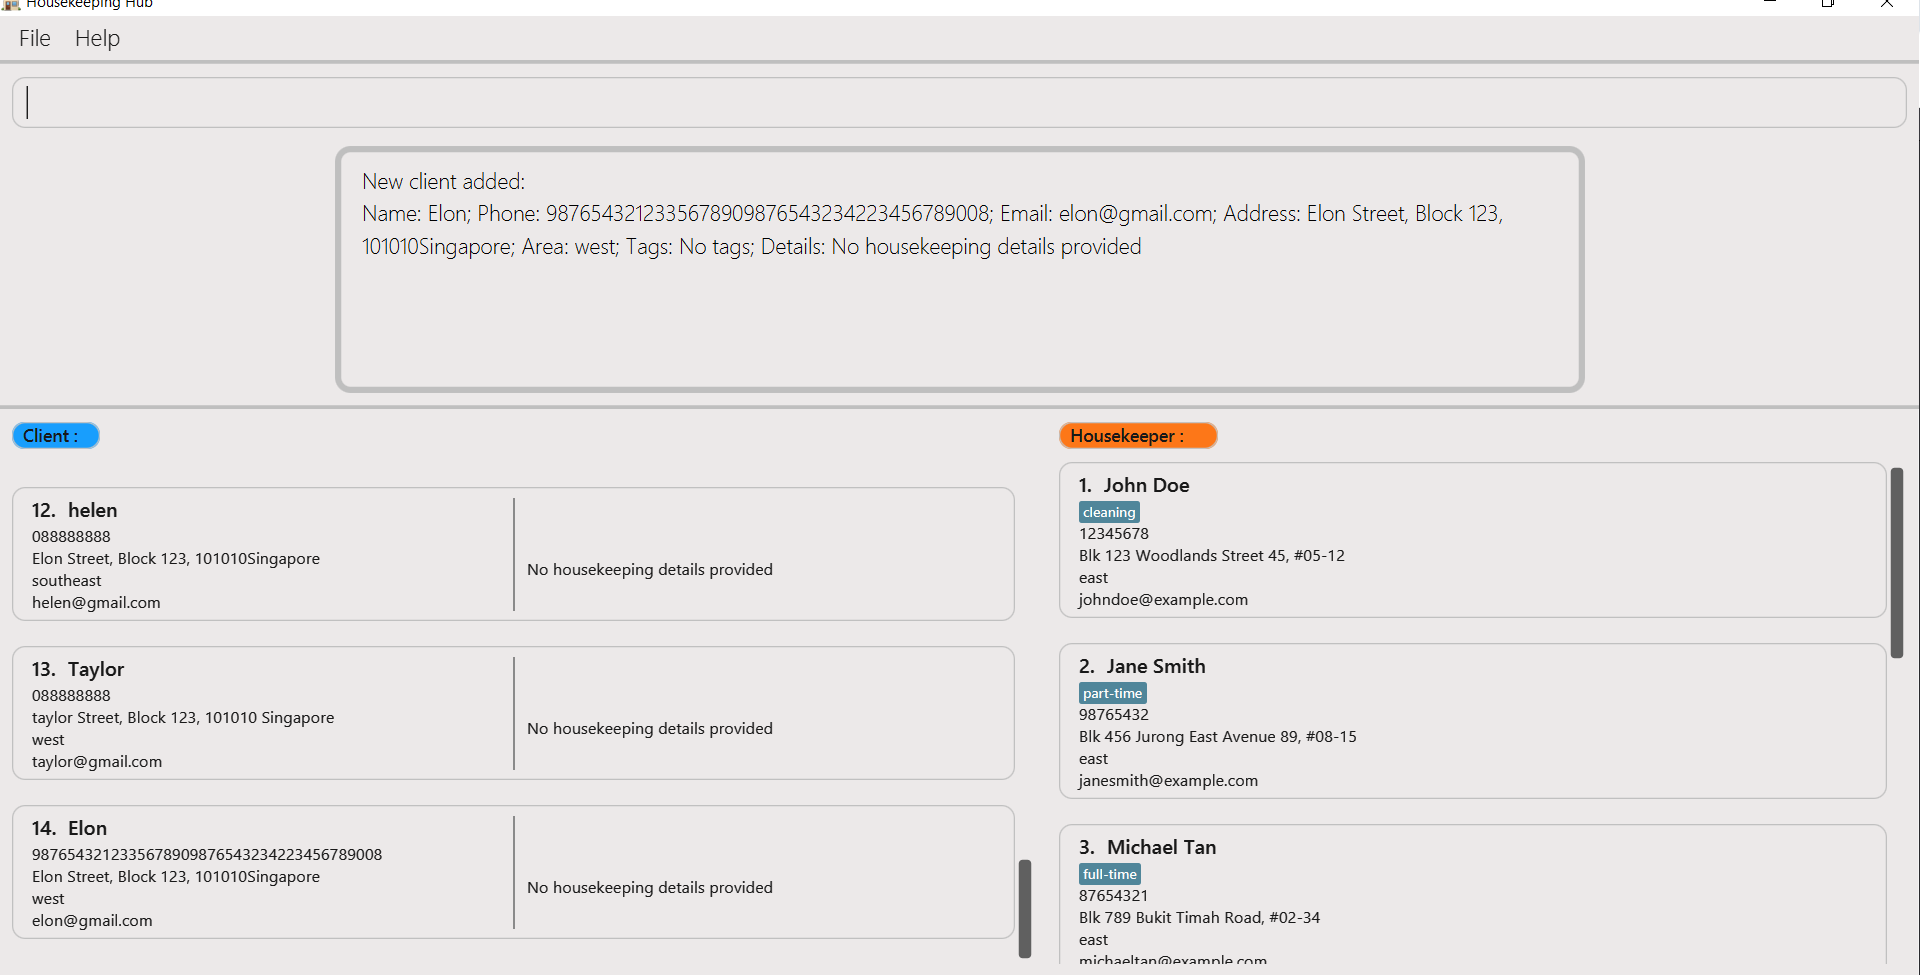 Housekeeping Hub
File Help
New client added:
Name: Elon; Phone: 98765432123356789098765432342234567​89008; Email: elon@gmail.com; Address: Elon Street, Block 123,
101010Singapore; Area: west; Tags: No tags; Details: No housekeeping details provided
Client :
12. helen
088888888
Elon Street, Block 123, 101010Singapore
southeast
helen@gmail.com
No housekeeping details provided
13. Taylor
088888888
taylor Street, Block 123, 101010 Singapore
west
taylor@gmail.com
No housekeeping details provided
14. Elon
9876543212335678909876543234223456789008
Elon Street, Block 123, 101010Singapore
west
elon@gmail.com
No housekeeping details provided
Housekeeper :
1. John Doe
cleaning
12345678
Blk 123 Woodlands Street 45, #05-12
east
johndoe@example.com
2. Jane Smith
part-time
98765432
Blk 456 Jurong East Avenue 89, #08-15
east
janesmith@example.com
3. Michael Tan
full-time
87654321
Blk 789 Bukit Timah Road, #02-34
east
michaeltan@example.com